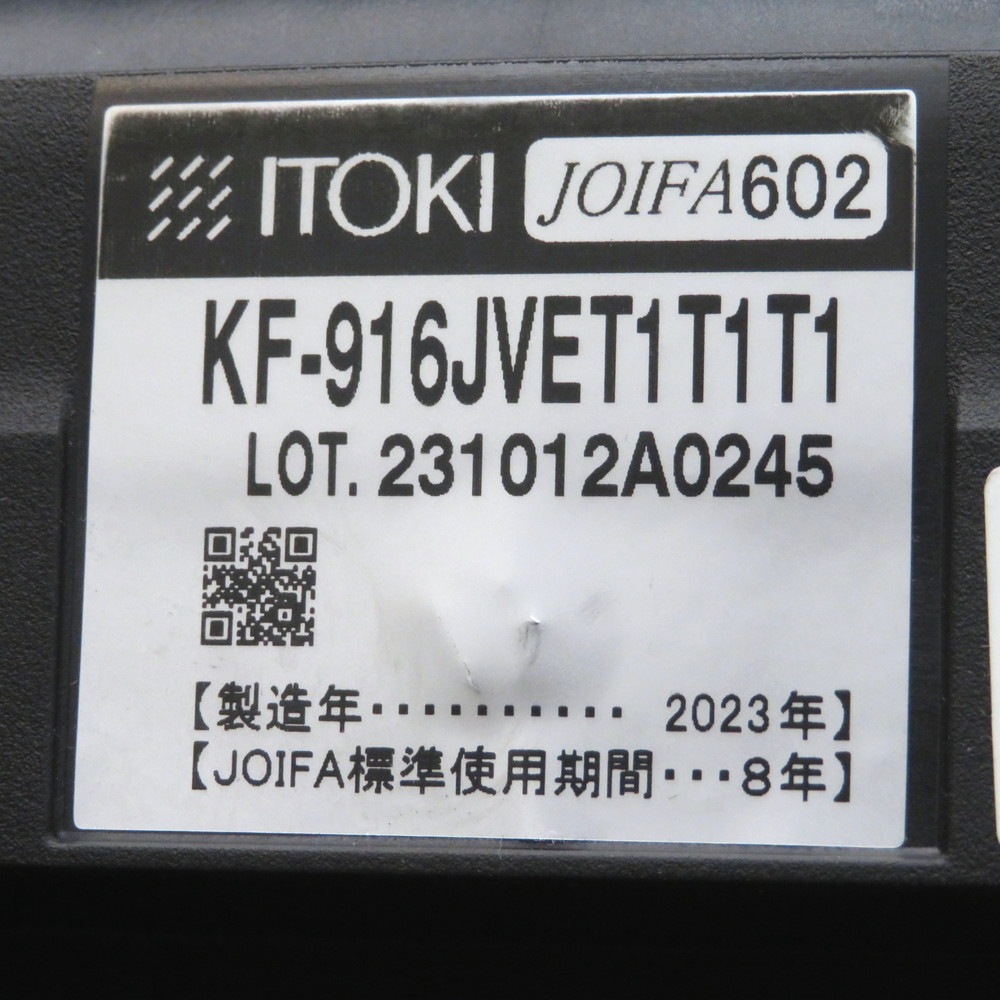 ITOKI JOIFA602
KF-916JVET1T1T1
LOT. 231012A0245
【製造年・・・・・・・・・・ 2023年】
【JOIFA標準使用期間・・・8年】